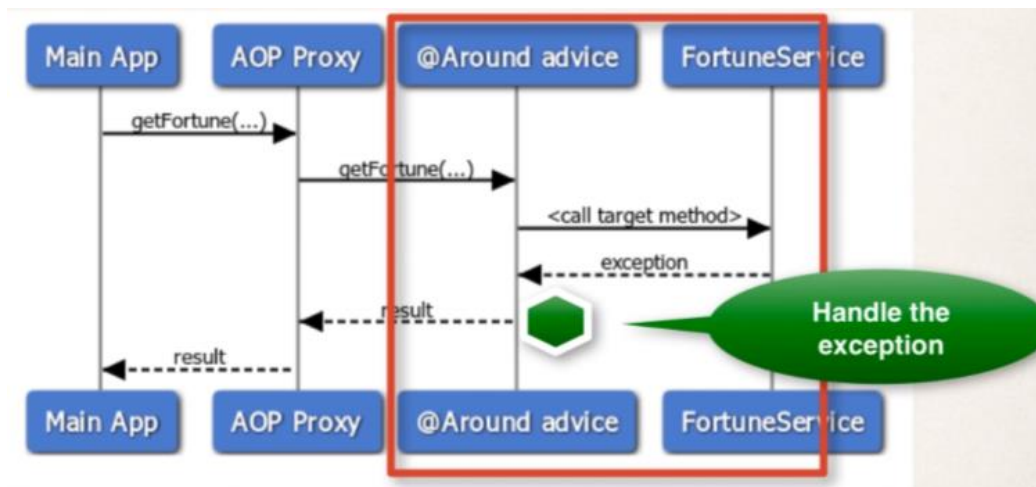 Main App
AOP Proxy
@Around advice
FortuneService
getFortune(...)
getFortune(...)
<call target method>
exception
result
result
Handle the
exception
Main App
AOP Proxy
@Around advice
FortuneService